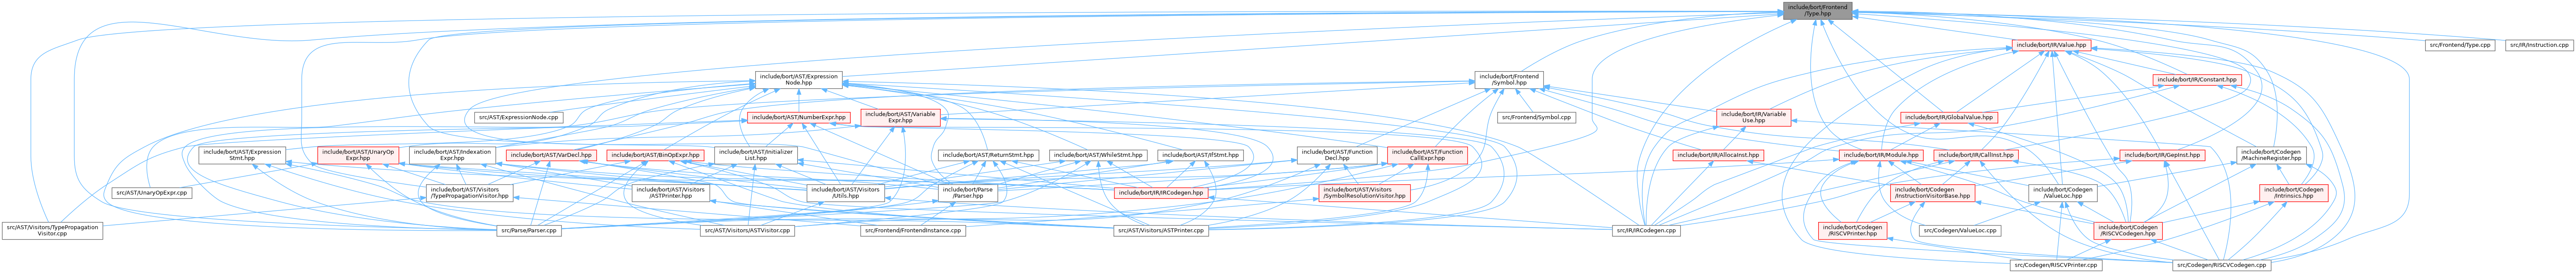 include/bort/Frontend
/Type.hpp
include/bort/IR/Value.hpp
src/Frontend/Type.cpp
src/IR/Instruction.cpp
include/bort/AST/Expression
Node.hpp
include/bort/Frontend
/Symbol.hpp
include/bort/IR/Constant.hpp
src/AST/ExpressionNode.cpp
include/bort/AST/NumberExpr.hpp
include/bort/AST/Variable
Expr.hpp
src/Frontend/Symbol.cpp
include/bort/IR/Variable
Use.hpp
include/bort/IR/GlobalValue.hpp
include/bort/AST/Expression
Stmt.hpp
include/bort/AST/UnaryOp
Expr.hpp
include/bort/AST/Indexation
Expr.hpp
include/bort/AST/VarDecl.hpp
include/bort/AST/BinOpExpr.hpp
include/bort/AST/Initializer
List.hpp
include/bort/AST/ReturnStmt.hpp
include/bort/AST/WhileStmt.hpp
include/bort/AST/IfStmt.hpp
include/bort/AST/Function
Decl.hpp
include/bort/AST/Function
CallExpr.hpp
include/bort/IR/AllocaInst.hpp
include/bort/IR/Module.hpp
include/bort/IR/CallInst.hpp
include/bort/IR/GepInst.hpp
include/bort/Codegen
/MachineRegister.hpp
src/AST/UnaryOpExpr.cpp
include/bort/AST/Visitors
/TypePropagationVisitor.hpp
include/bort/AST/Visitors
/ASTPrinter.hpp
include/bort/AST/Visitors
/Utils.hpp
include/bort/Parse
/Parser.hpp
include/bort/IR/IRCodegen.hpp
include/bort/AST/Visitors
/SymbolResolutionVisitor.hpp
include/bort/Codegen
/InstructionVisitorBase.hpp
include/bort/Codegen
/ValueLoc.hpp
include/bort/Codegen
/Intrinsics.hpp
src/AST/Visitors/TypePropagation
Visitor.cpp
src/Parse/Parser.cpp
src/AST/Visitors/ASTVisitor.cpp
src/Frontend/FrontendInstance.cpp
src/AST/Visitors/ASTPrinter.cpp
src/IR/IRCodegen.cpp
include/bort/Codegen
/RISCVPrinter.hpp
src/Codegen/ValueLoc.cpp
include/bort/Codegen
/RISCVCodegen.hpp
src/Codegen/RISCVPrinter.cpp
src/Codegen/RISCVCodegen.cpp